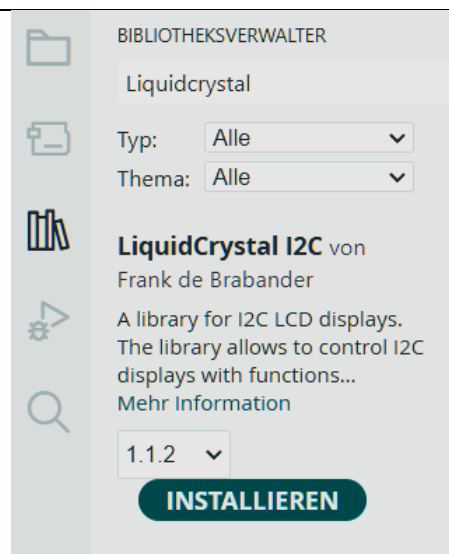 BIBLIOTHEKSVERWALTER
Liquidcrystal
Typ: Alle
Thema: Alle
LiquidCrystal I2C von
Frank de Brabander
A library for I2C LCD displays.
The library allows to control I2C
displays with functions...
Mehr Information
1.1.2
INSTALLIEREN